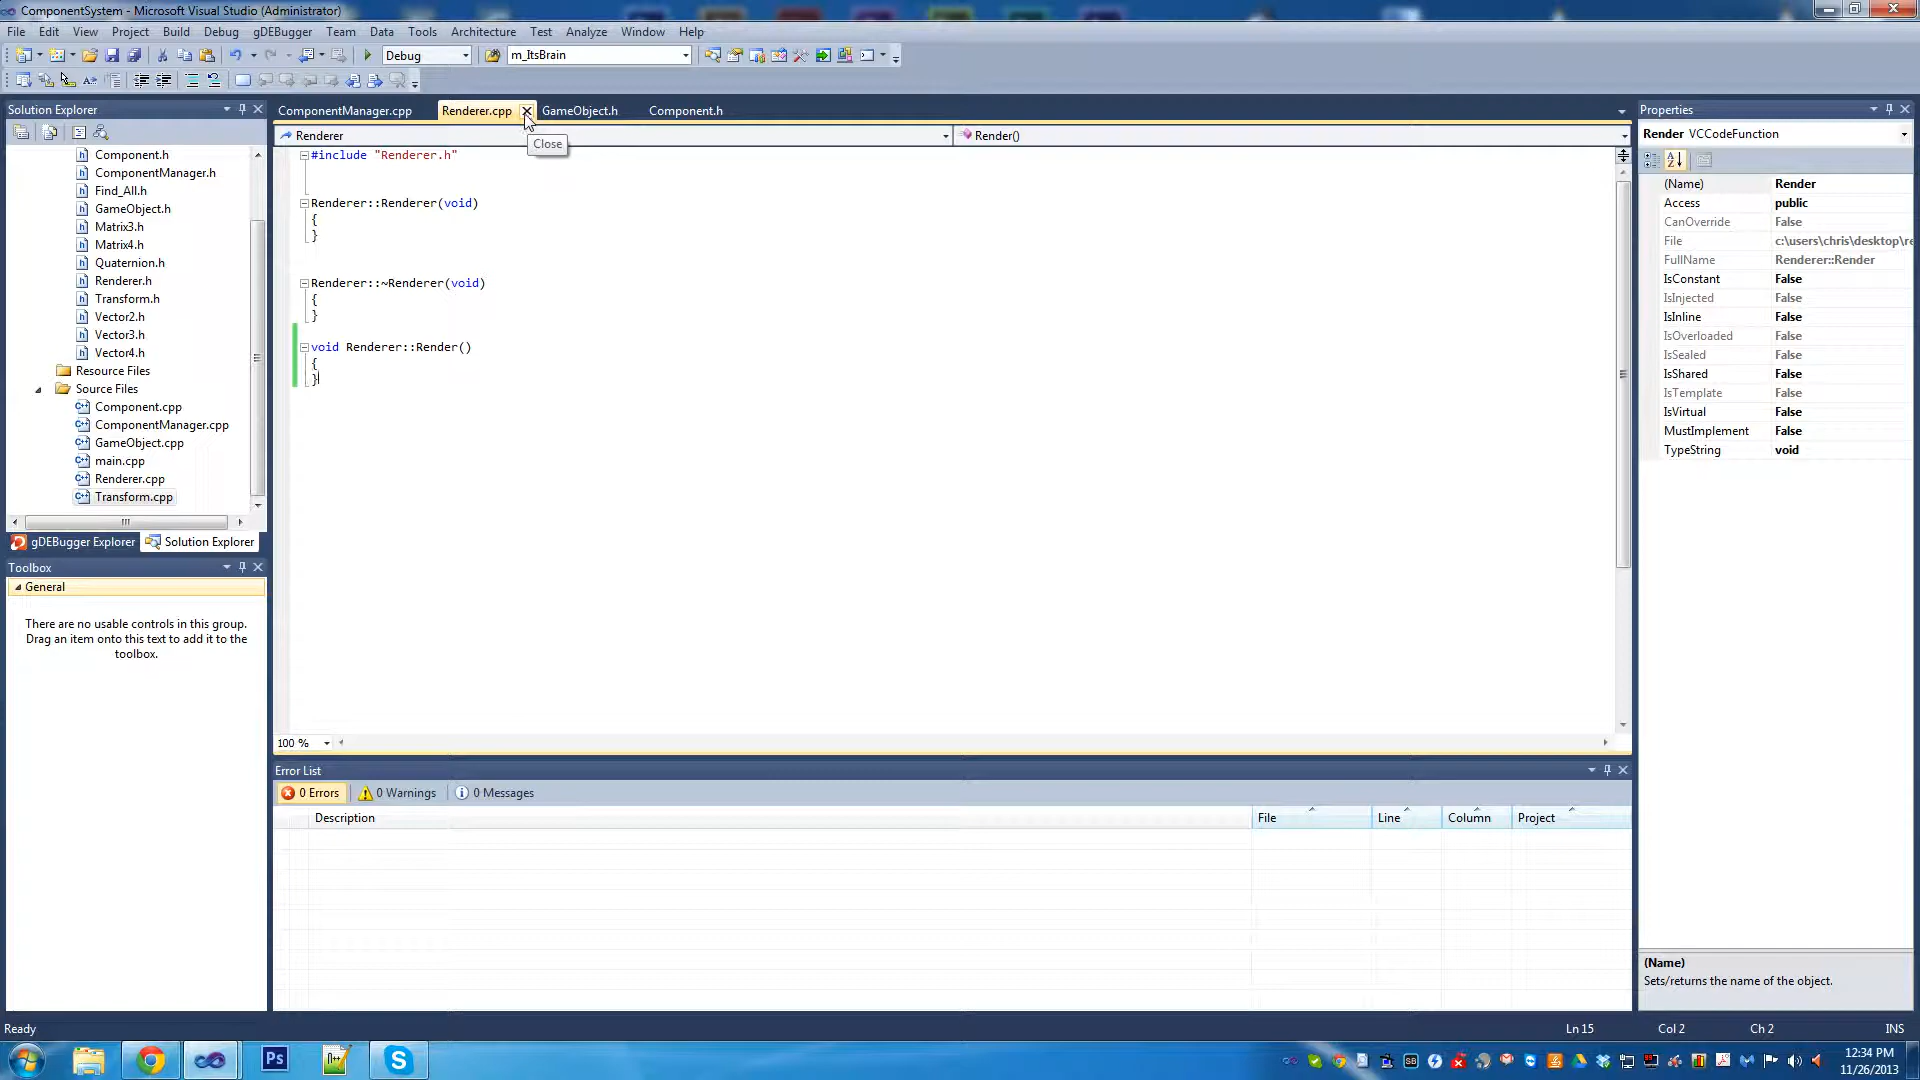 ComponentSystem - Microsoft Visual Studio (Administrator)
File Edit View Project Build Debug gDEBugger Team Data Tools Architecture Test Analyze Window Help
Debug m_ItsBrain
Solution Explorer
Component.h
ComponentManager.h
Find_All.h
GameObject.h
Matrix3.h
Matrix4.h
Quaternion.h
Renderer.h
Transform.h
Vector2.h
Vector3.h
Vector4.h
Resource Files
Source Files
Component.cpp
ComponentManager.cpp
GameObject.cpp
main.cpp
Renderer.cpp
Transform.cpp
gDEBugger Explorer Solution Explorer
Toolbox
General
There are no usable controls in this group.
Drag an item onto this text to add it to the
toolbox.
ComponentManager.cpp Renderer.cpp GameObject.h Component.h
Close
Renderer Render()
#include "Renderer.h"
Renderer::Renderer(void)
{
}
Renderer::~Renderer(void)
{
}
void Renderer::Render()
{
}
100 %
Error List
0 Errors 0 Warnings 0 Messages
Description File Line Column Project
Properties
Render VCCodeFunction
(Name) Render
Access public
CanOverride False
File c:\users\chris\desktop\re
FullName Renderer::Render
IsConstant False
IsInjected False
IsInline False
IsOverloaded False
IsSealed False
IsShared False
IsTemplate False
IsVirtual False
MustImplement False
TypeString void
(Name)
Sets/returns the name of the object.
Ready Ln 15 Col 2 Ch 2 INS
Ps
12:34 PM
11/26/2013